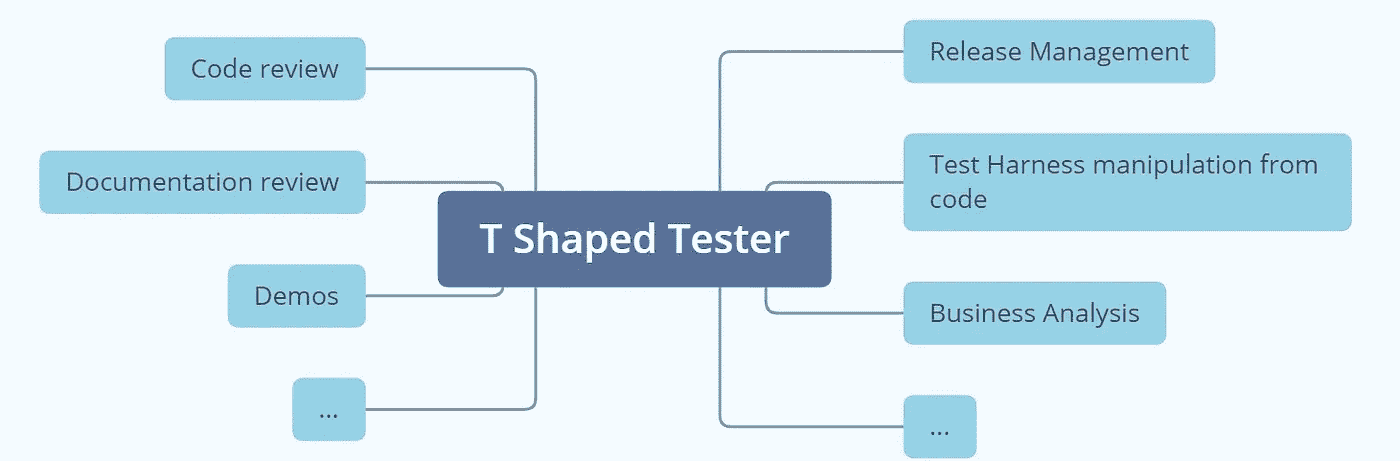 Code review
Documentation review
Demos
...
T Shaped Tester
Release Management
Test Harness manipulation from
code
Business Analysis
...